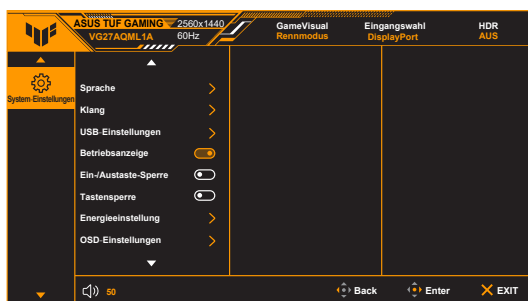 ASUS TUF GAMING 2560x1440
VG27AQML1A 60Hz
GameVisual
Rennmodus
Eingangswahl
DisplayPort
HDR
AUS
System-Einstellungen
Sprache
Klang
USB-Einstellungen
Betriebsanzeige
Ein-/Austaste-Sperre
Tastensperre
Energieeinstellung
OSD-Einstellungen
50
Back
Enter
EXIT